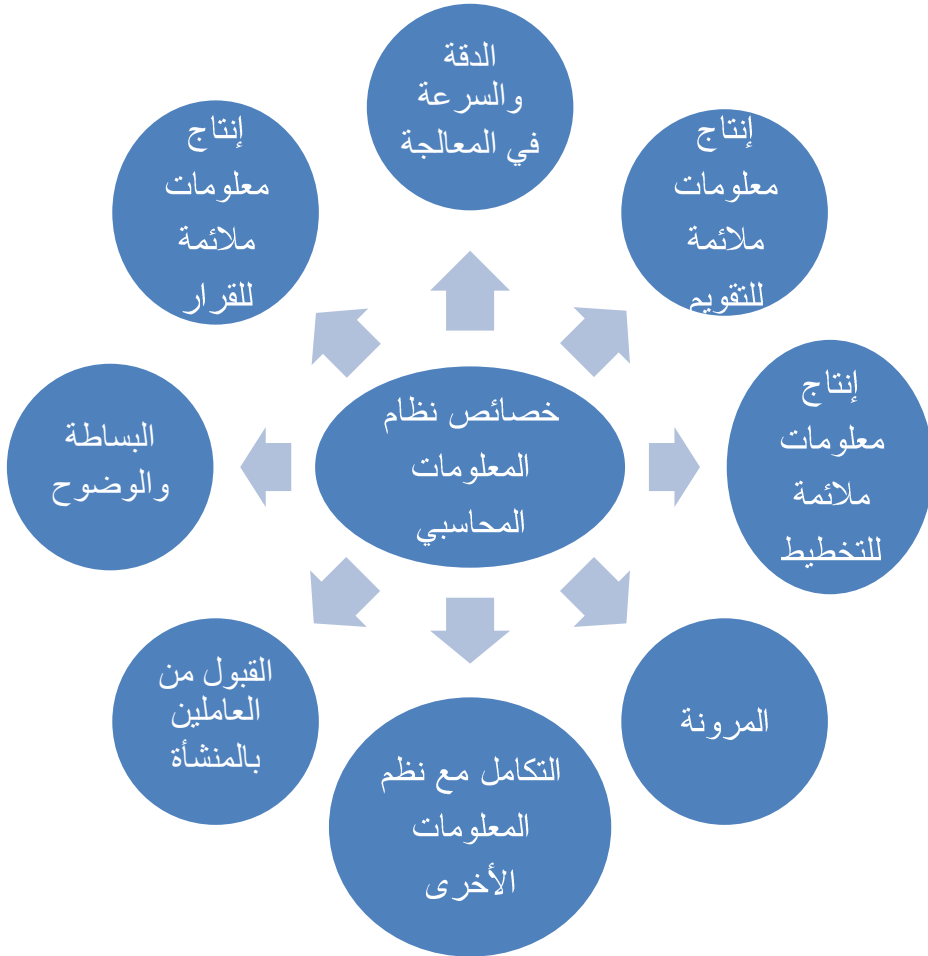 الدقة
والسرعة
في المعالجة
إنتاج
معلومات
ملائمة
للتقويم
إنتاج
معلومات
ملائمة
للتخطيط
المرونة
التكامل مع نظم
المعلومات
الأخرى
القبول من
العاملين
بالمنشأة
البساطة
والوضوح
إنتاج
معلومات
ملائمة
للقرار
خصائص نظام
المعلومات
المحاسبي